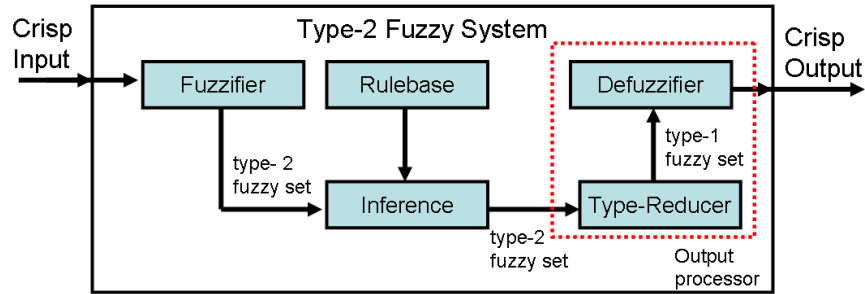 Type-2 Fuzzy System
Crisp
Input
Crisp
Output
Fuzzifier
Rulebase
Defuzzifier
type- 2
fuzzy set
type-1
fuzzy set
Inference
Type-Reducer
type-2
fuzzy set
Output
processor